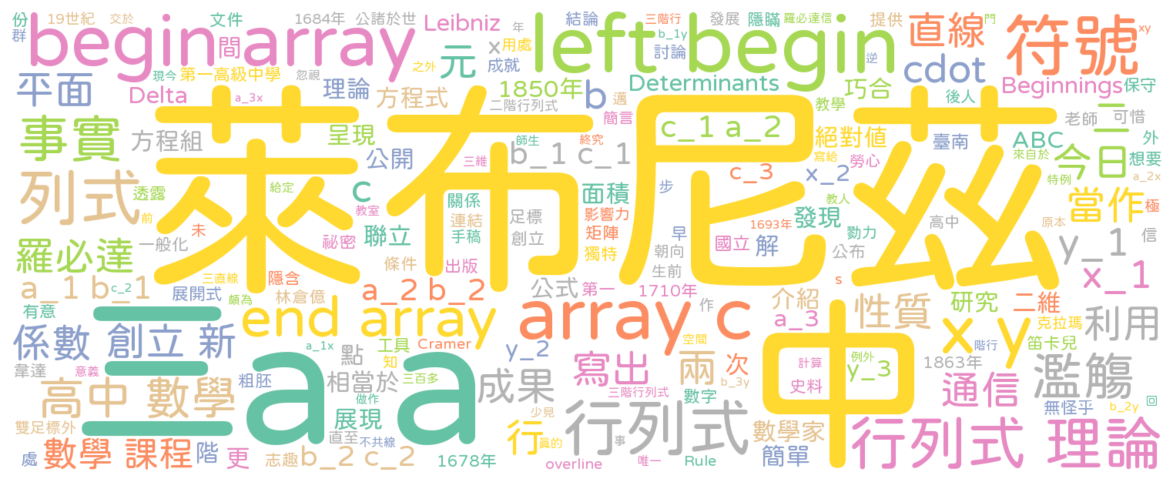 萊布尼茲
中
a a
三
begin array
left begin
符號
end array
array c
x y
行列式
行列式 理論
列式
事實
元
直線
cdot
平面
間
Delta
Leibniz
1684年
公諸於世
19世紀
交於
文件
份
群
第一高級中學
現今
之外
忽視
a_3x
理論
方程式
1850年
二階行列式
x
用處
年
成就
結論
三階行
b_1y
發展
討論
隱瞞
羅必達信
提供
逆
門
xy
Determinants
b
邁
教學
巧合
後人
Beginnings
保守
老師
可惜
簡言
c_1 a_2
絕對值
臺南
ABC
二
外
今日
想要
來自於
特例
a_2x
當作
極
信
y_1
x_1
方程組
呈現
公開
透露
前
給定
教室
c
三維
關係
手稿
連結
足標
創立
b_1 c_1
師生
終究
面積
影響力
矩陣
獨特
c_3
x_2
步
國立
1693年
早
發現
勞心
寫給
教人
勠力
高中
原本
解
朝向
生前
公布
羅必達
一般化
未
祕密
聯立
條件
出版
a_1 b_1
c_2
三直線
展開式
頗為
隱含
林倉億
a_2 b_2
公式
第一
1710年
作
s
介紹
a_3
性質
研究
二維
克拉瑪
笛卡兒
利用
有意
係數
創立 新
韋達
意義
粗胚
點
工具
知
a_1x
Cramer
三百多
相當於
y_2
成果
寫出
兩
次
空間
b_3y
計算
例外
階行
y_3
1863年
史料
通信
濫觴
無怪乎
b_2y
回
高中 數學
雙足標外
處
數學 課程
階
更
展現
做作
直至
不共線
志趣
b_2 c_2
1678年
行
少見
真的
overline
三階行列式
數字
事
唯一
Rule
數學家
簡單